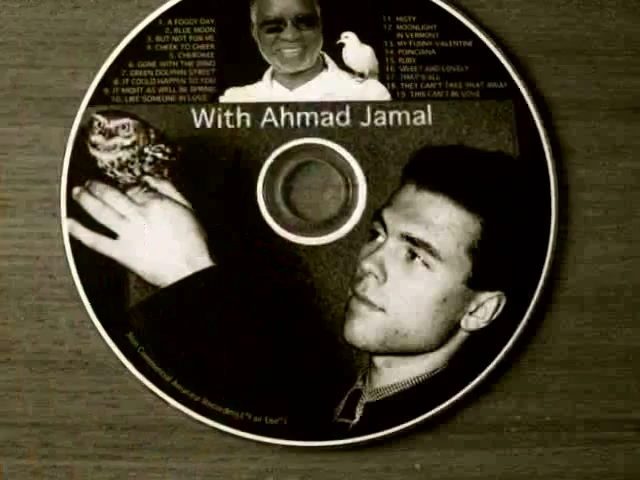 1. A FOGGY DAY
2. BLUE MOON
3. BUT NOT FOR ME
4. CHEEK TO CHEEK
5. CHEROKEE
6. GONE WITH THE WIND
7. GREEN DOLPHIN STREET
8. IT COULD HAPPEN TO YOU
9. IT MIGHT AS WELL BE SPRING
10. LIKE SOMEONE IN LOVE
11. MISTY
12. MOONLIGHT
IN VERMONT
13. MY FUNNY VALENTINE
14. POINCIANA
15. RUBY
16. SWEET AND LOVELY
17. THAT'S ALL
18. THEY CAN'T TAKE THAT AWAY
19. THIS CAN'T BE LOVE
With Ahmad Jamal
Non Commercial Amateur Recording